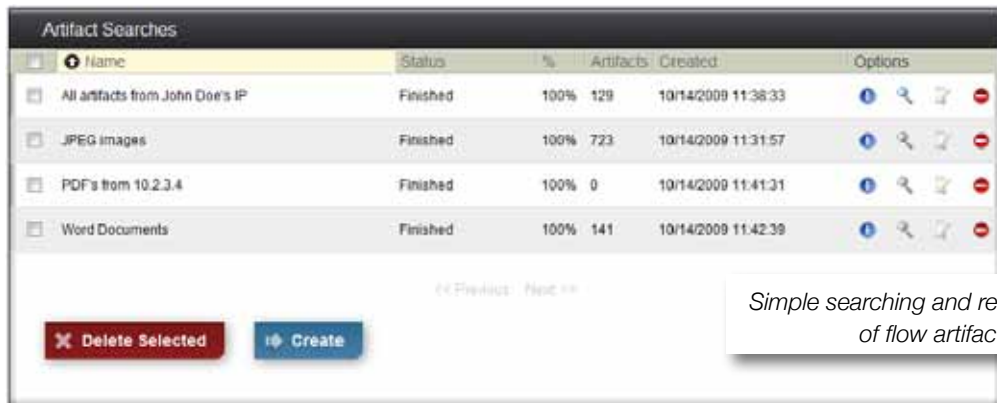 Artifact Searches
Name Status % Artifacts Created Options
All artifacts from John Doe's IP Finished 100% 129 10/14/2009 11:38:33
JPEG images Finished 100% 723 10/14/2009 11:31:57
PDF's from 10.2.3.4 Finished 100% 0 10/14/2009 11:41:31
Word Documents Finished 100% 141 10/14/2009 11:42:39
<< Previous Next >>
Simple searching and re
of flow artifac
Delete Selected Create